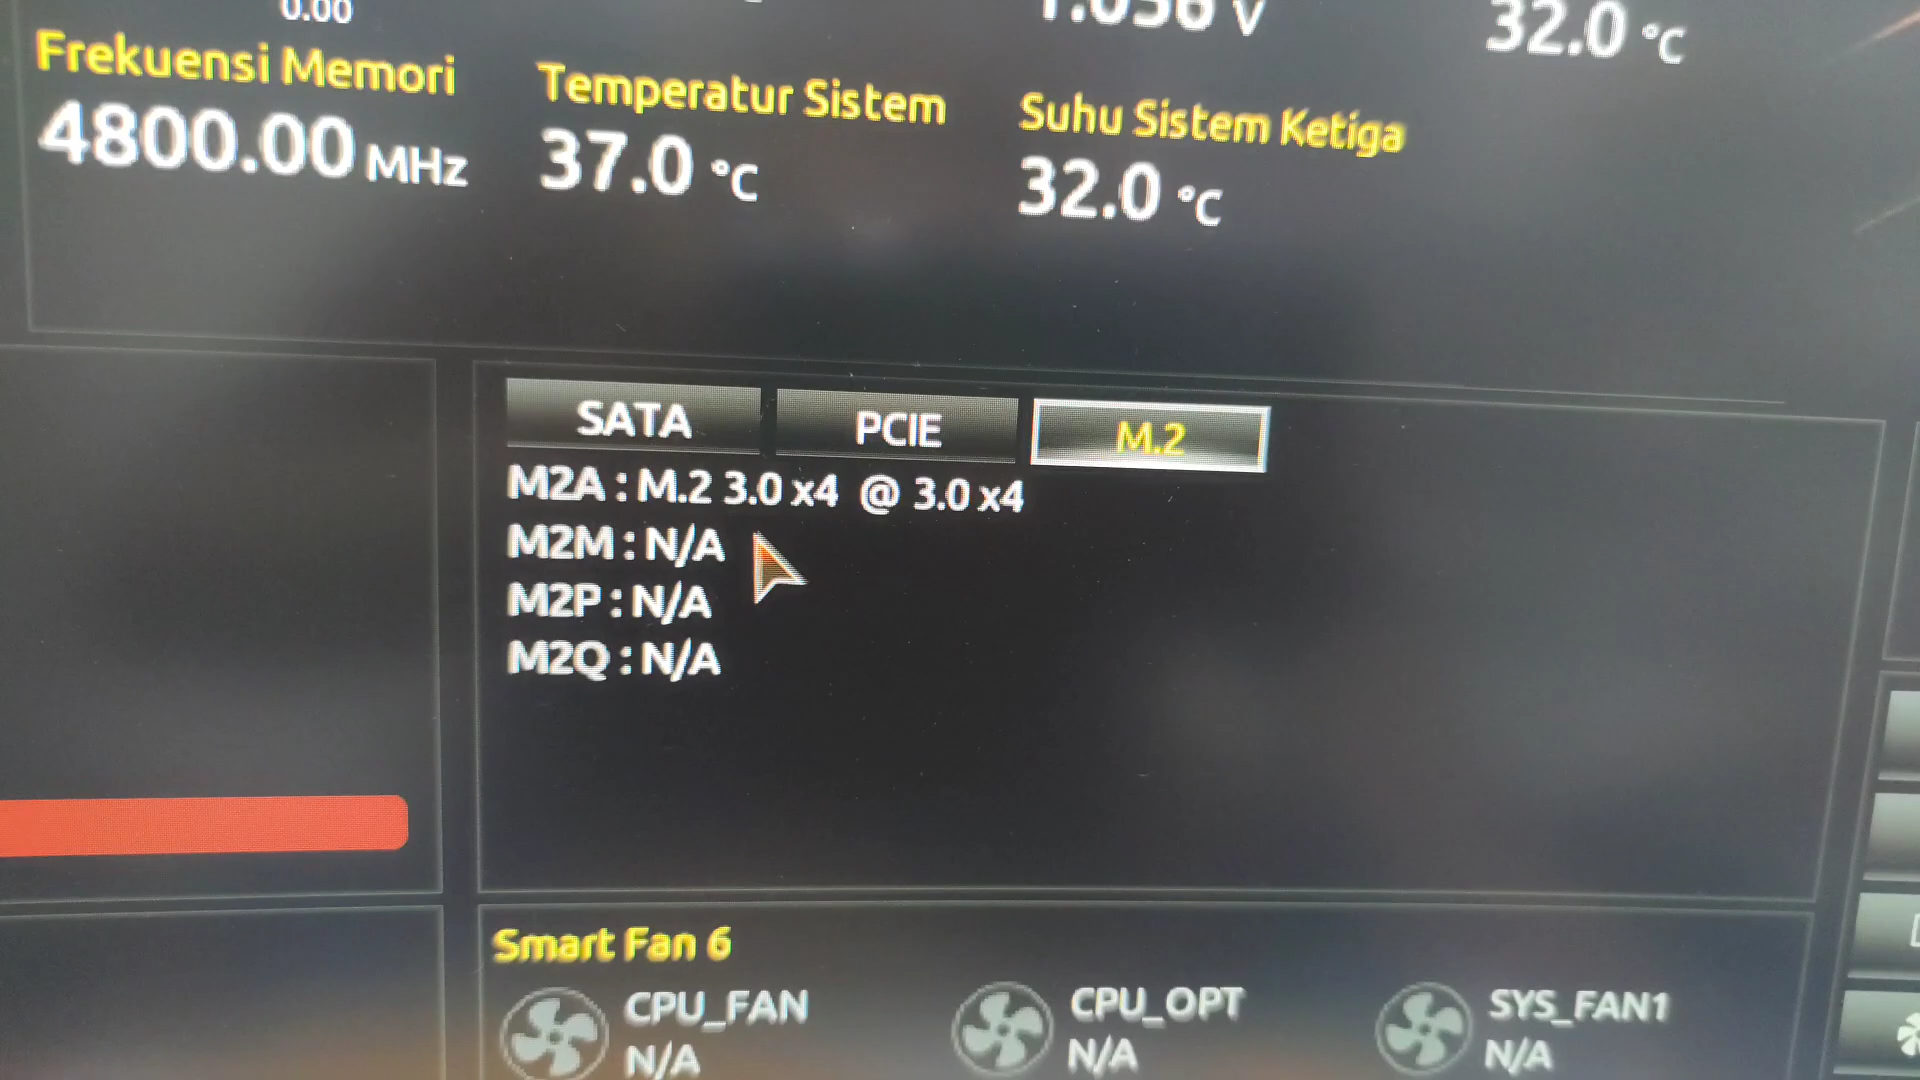 0.00
V
32.0 °C
Frekuensi Memori
4800.00 MHz
Temperatur Sistem
37.0 °C
Suhu Sistem Ketiga
32.0 °C
SATA
PCIE
M.2
M2A : M.2 3.0 x4 @ 3.0 x4
M2M : N/A
M2P : N/A
M2Q : N/A
Smart Fan 6
CPU_FAN
N/A
CPU_OPT
N/A
SYS_FAN1
N/A